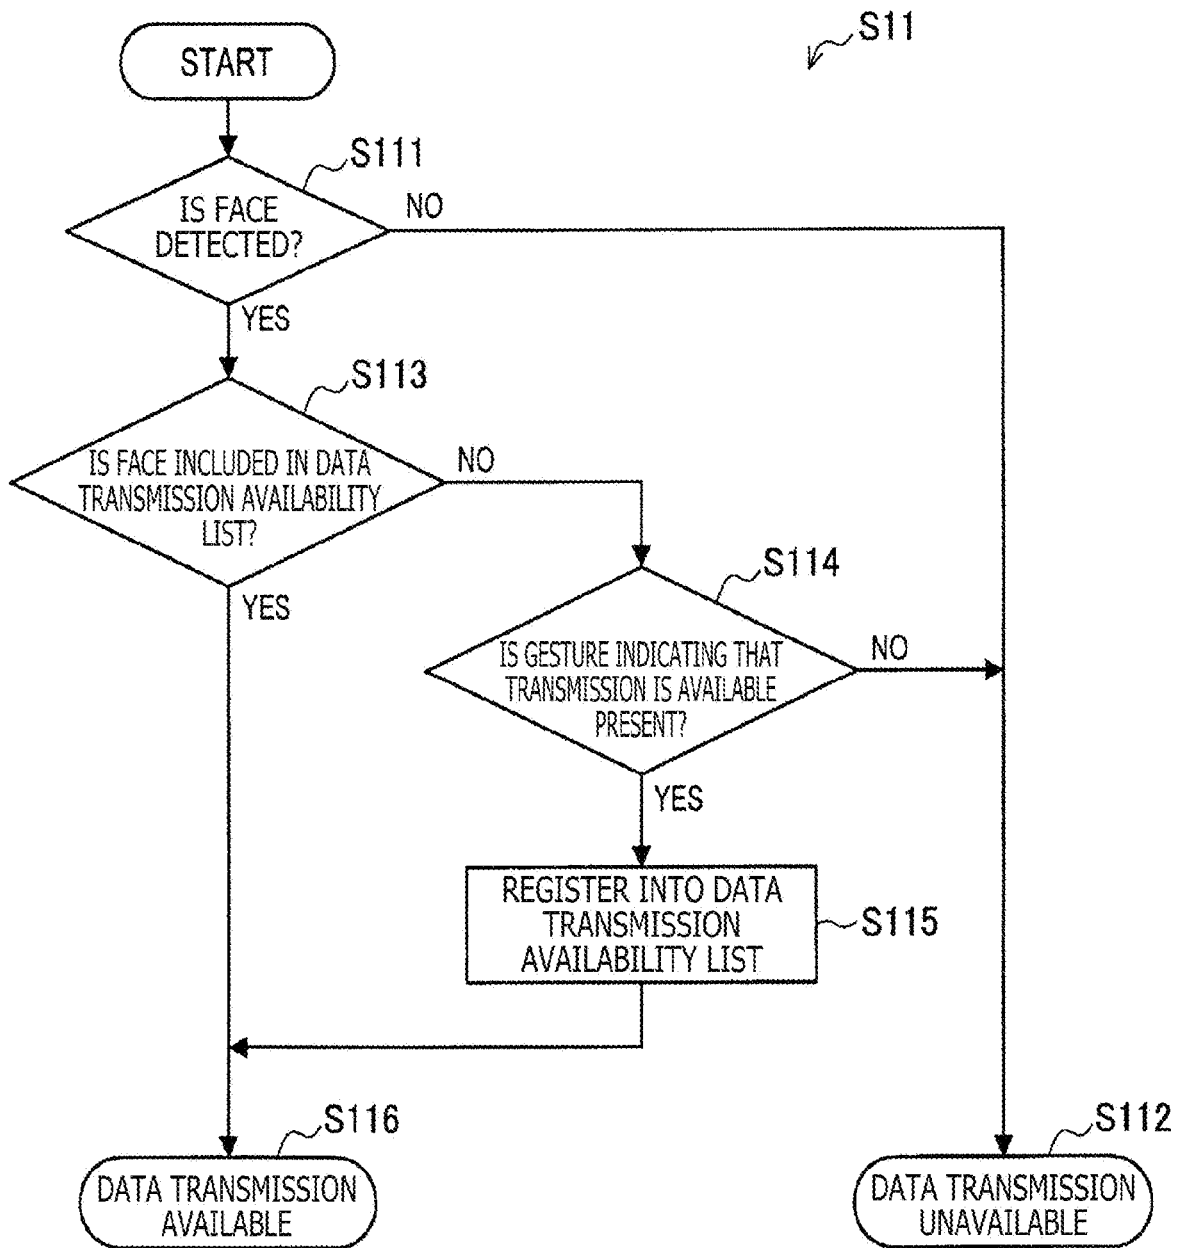 S11
START
S111
IS FACE
DETECTED?
NO
YES
S113
IS FACE INCLUDED IN DATA
TRANSMISSION AVAILABILITY
LIST?
NO
YES
S114
IS GESTURE INDICATING THAT
TRANSMISSION IS AVAILABLE
PRESENT?
NO
YES
REGISTER INTO DATA
TRANSMISSION
AVAILABILITY LIST
S115
S116
DATA TRANSMISSION
AVAILABLE
S112
DATA TRANSMISSION
UNAVAILABLE